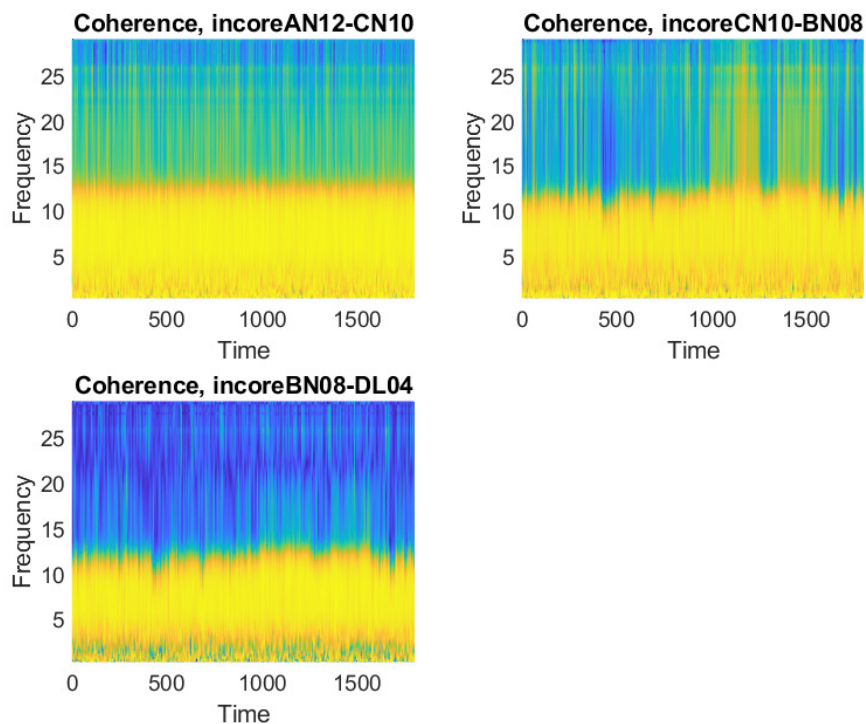 Coherence, incoreAN12-CN10
25
20
15
10
5
Frequency
0 500 1000 1500
Time
Coherence, incoreCN10-BN08
25
20
15
10
5
Frequency
0 500 1000 1500
Time
Coherence, incoreBN08-DL04
25
20
15
10
5
Frequency
0 500 1000 1500
Time